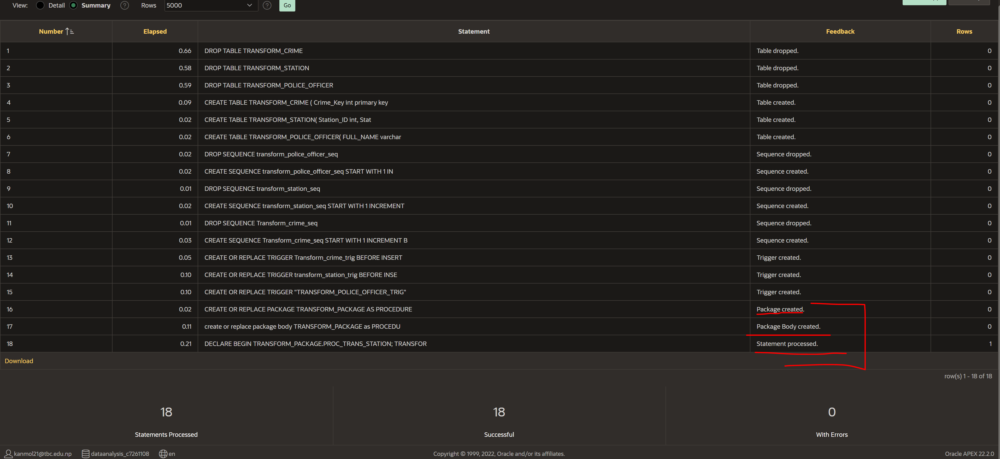 View: Detail Summary ? Rows 5000 ? Go
Number Elapsed Statement Feedback Rows
1 0.66 DROP TABLE TRANSFORM_CRIME Table dropped. 0
2 0.58 DROP TABLE TRANSFORM_STATION Table dropped. 0
3 0.59 DROP TABLE TRANSFORM_POLICE_OFFICER Table dropped. 0
4 0.09 CREATE TABLE TRANSFORM_CRIME ( Crime_Key int primary key Table created. 0
5 0.02 CREATE TABLE TRANSFORM_STATION( Station_ID int, Stat Table created. 0
6 0.02 CREATE TABLE TRANSFORM_POLICE_OFFICER( FULL_NAME varchar Table created. 0
7 0.02 DROP SEQUENCE transform_police_officer_seq Sequence dropped. 0
8 0.02 CREATE SEQUENCE transform_police_officer_seq START WITH 1 IN Sequence created. 0
9 0.01 DROP SEQUENCE transform_station_seq Sequence dropped. 0
10 0.02 CREATE SEQUENCE transform_station_seq START WITH 1 INCREMENT Sequence created. 0
11 0.01 DROP SEQUENCE Transform_crime_seq Sequence dropped. 0
12 0.03 CREATE SEQUENCE Transform_crime_seq START WITH 1 INCREMENT B Sequence created. 0
13 0.05 CREATE OR REPLACE TRIGGER Transform_crime_trig BEFORE INSERT Trigger created. 0
14 0.10 CREATE OR REPLACE TRIGGER transform_station_trig BEFORE INSE Trigger created. 0
15 0.10 CREATE OR REPLACE TRIGGER "TRANSFORM_POLICE_OFFICER_TRIG" Trigger created. 0
16 0.02 CREATE OR REPLACE PACKAGE TRANSFORM_PACKAGE AS PROCEDURE Package created. 0
17 0.11 create or replace package body TRANSFORM_PACKAGE as PROCEDU Package Body created. 0
18 0.21 DECLARE BEGIN TRANSFORM_PACKAGE.PROC_TRANS_STATION; TRANSFOR Statement processed. 1
Download
row(s) 1 - 18 of 18
18 18 0
Statements Processed Successful With Errors
kanmol21@tbc.edu.np dataanalysis_c7261108 en Copyright © 1999, 2022, Oracle and/or its affiliates. Oracle APEX 22.2.0